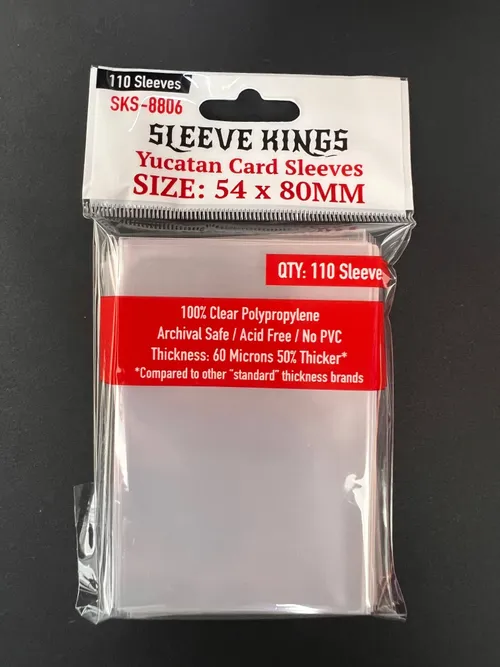 110 Sleeves
SKS-8806
SLEEVE KINGS
Yucatan Card Sleeves
SIZE: 54 x 80MM
QTY: 110 Sleeve
100% Clear Polypropylene
Archival Safe / Acid Free / No PVC
Thickness: 60 Microns 50% Thicker*
*Compared to other "standard" thickness brands